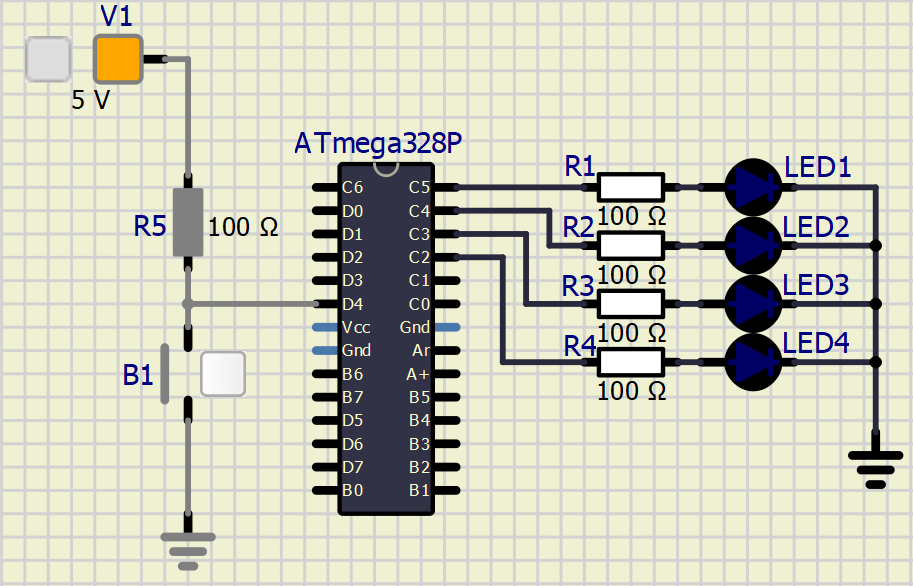 V1
5 V
ATmega328P
R5
100 Ω
B1
C6
D0
D1
D2
D3
D4
Vcc
Gnd
B6
B7
D5
D6
D7
B0
C5
C4
C3
C2
C1
C0
Gnd
Ar
A+
B5
B4
B3
B2
B1
R1
100 Ω
LED1
R2
100 Ω
LED2
R3
100 Ω
LED3
R4
100 Ω
LED4